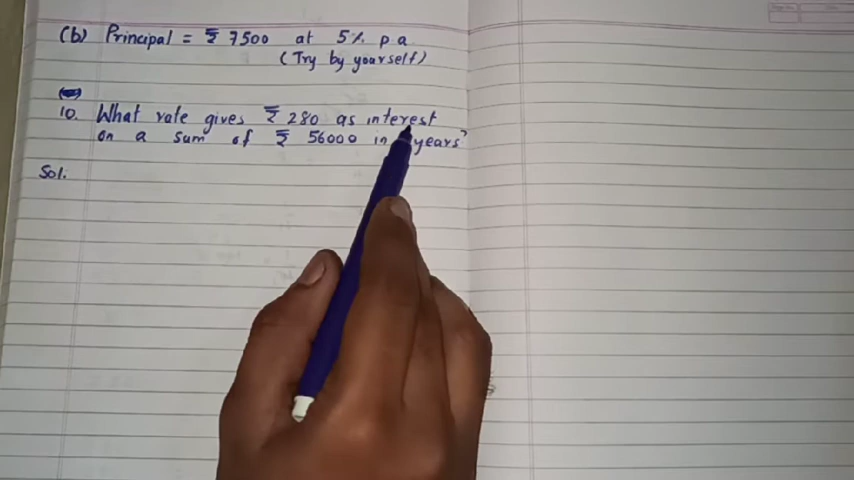 (b) Principal = ₹ 7500 at 5% p a
(Try by yourself)
10. What rate gives ₹ 280 as interest
on a sum of ₹ 56000 in years?
Sol.